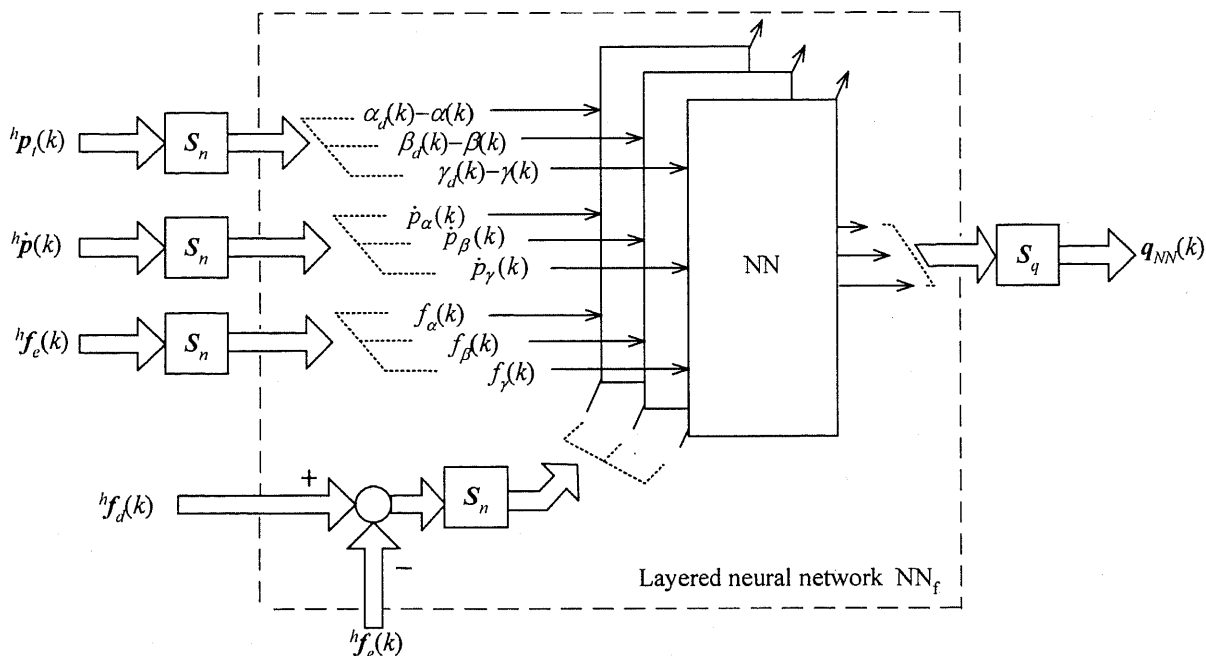 ʰp_t(k)
S_n
α_d(k)−α(k)
β_d(k)−β(k)
γ_d(k)−γ(k)
ʰṗ(k)
S_n
ṗ_α(k)
ṗ_β(k)
ṗ_γ(k)
ʰf_e(k)
S_n
f_α(k)
f_β(k)
f_γ(k)
NN
S_q
q_NN(k)
ʰf_d(k)
+
S_n
−
ʰf_e(k)
Layered neural network NN_f